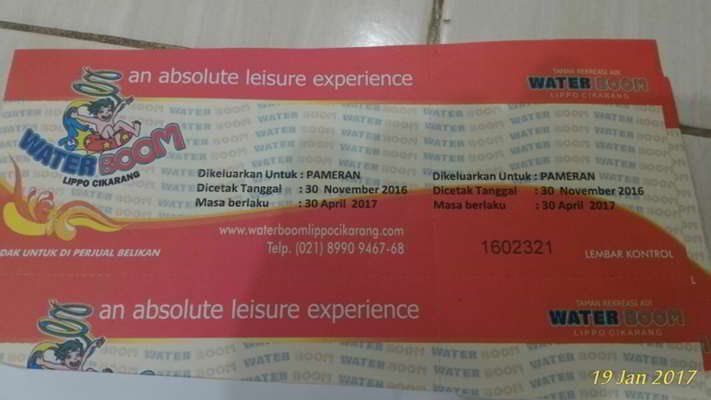 an absolute leisure experience
TAMAN REKREASI AIR
WATER BOOM
LIPPO CIKARANG
WATER BOOM
LIPPO CIKARANG
Dikeluarkan Untuk : PAMERAN
Dicetak Tanggal : 30 November 2016
Masa berlaku : 30 April 2017
Dikeluarkan Untuk : PAMERAN
Dicetak Tanggal : 30 November 2016
Masa berlaku : 30 April 2017
www.waterboomlippocikarang.com
Telp. (021) 8990 9467-68
DAK UNTUK DI PERJUAL BELIKAN
1602321
LEMBAR KONTROL
an absolute leisure experience
TAMAN REKREASI AIR
WATER BOOM
LIPPO CIKARANG
19 Jan 2017